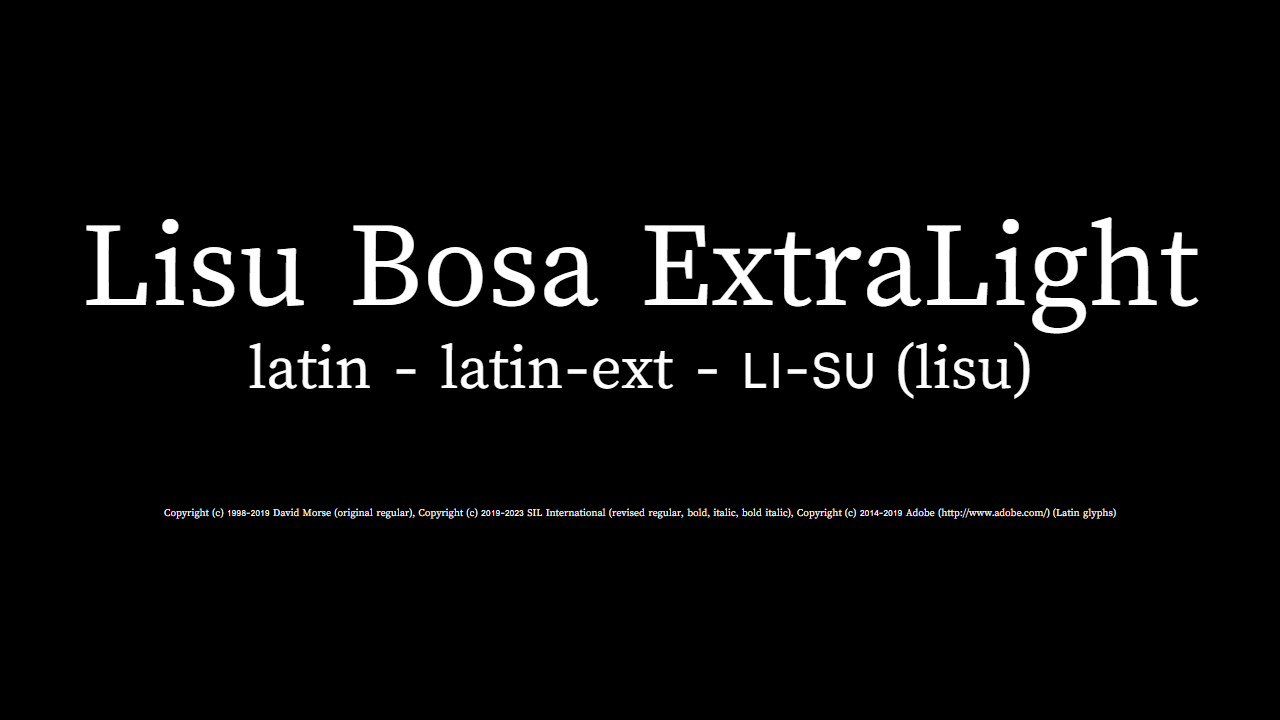 Lisu Bosa ExtraLight
latin - latin-ext - ꓡꓲ-ꓢꓴ (lisu)
Copyright (c) 1998-2019 David Morse (original regular), Copyright (c) 2019-2023 SIL International (revised regular, bold, italic, bold italic), Copyright (c) 2014-2019 Adobe (http://www.adobe.com/) (Latin glyphs)